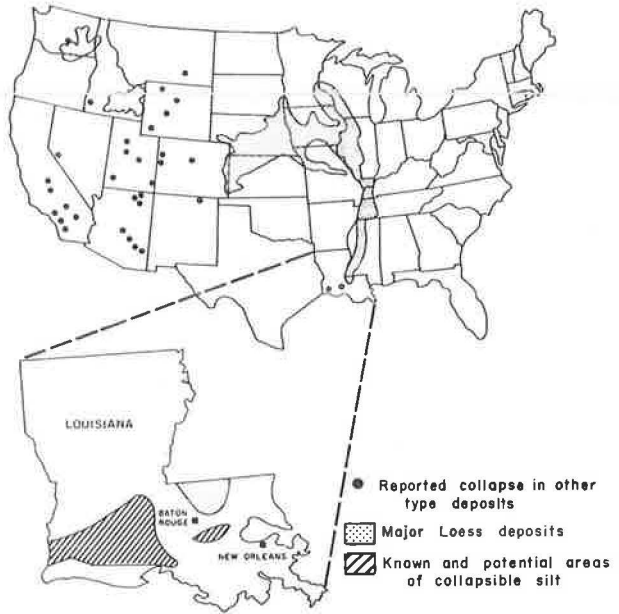 LOUISIANA
BATON
ROUGE
NEW ORLEANS
Reported collapse in other
type deposits
Major Loess deposits
Known and potential areas
of collapsible silt